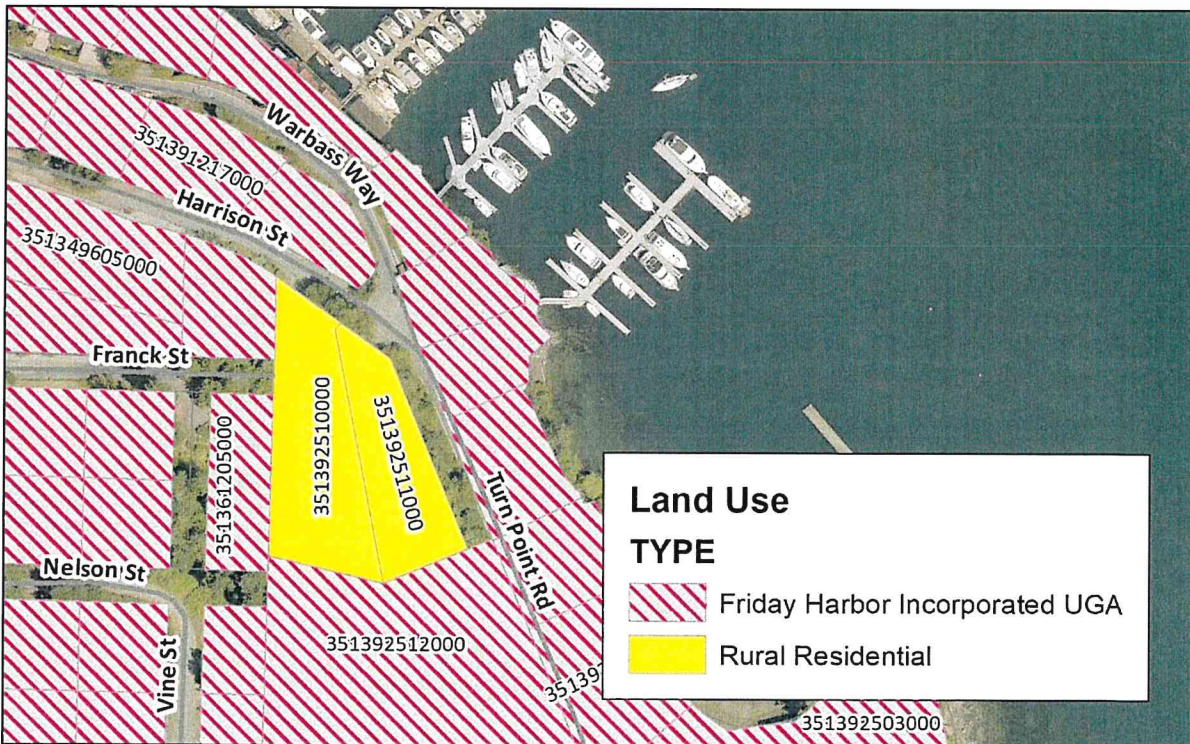 Warbass Way
351391217000
Harrison St
351349605000
Franck St
351392510000
351392511000
351361205000
Turn Point Rd
Nelson St
Vine St
351392512000
35139
351392503000
Land Use
TYPE
Friday Harbor Incorporated UGA
Rural Residential